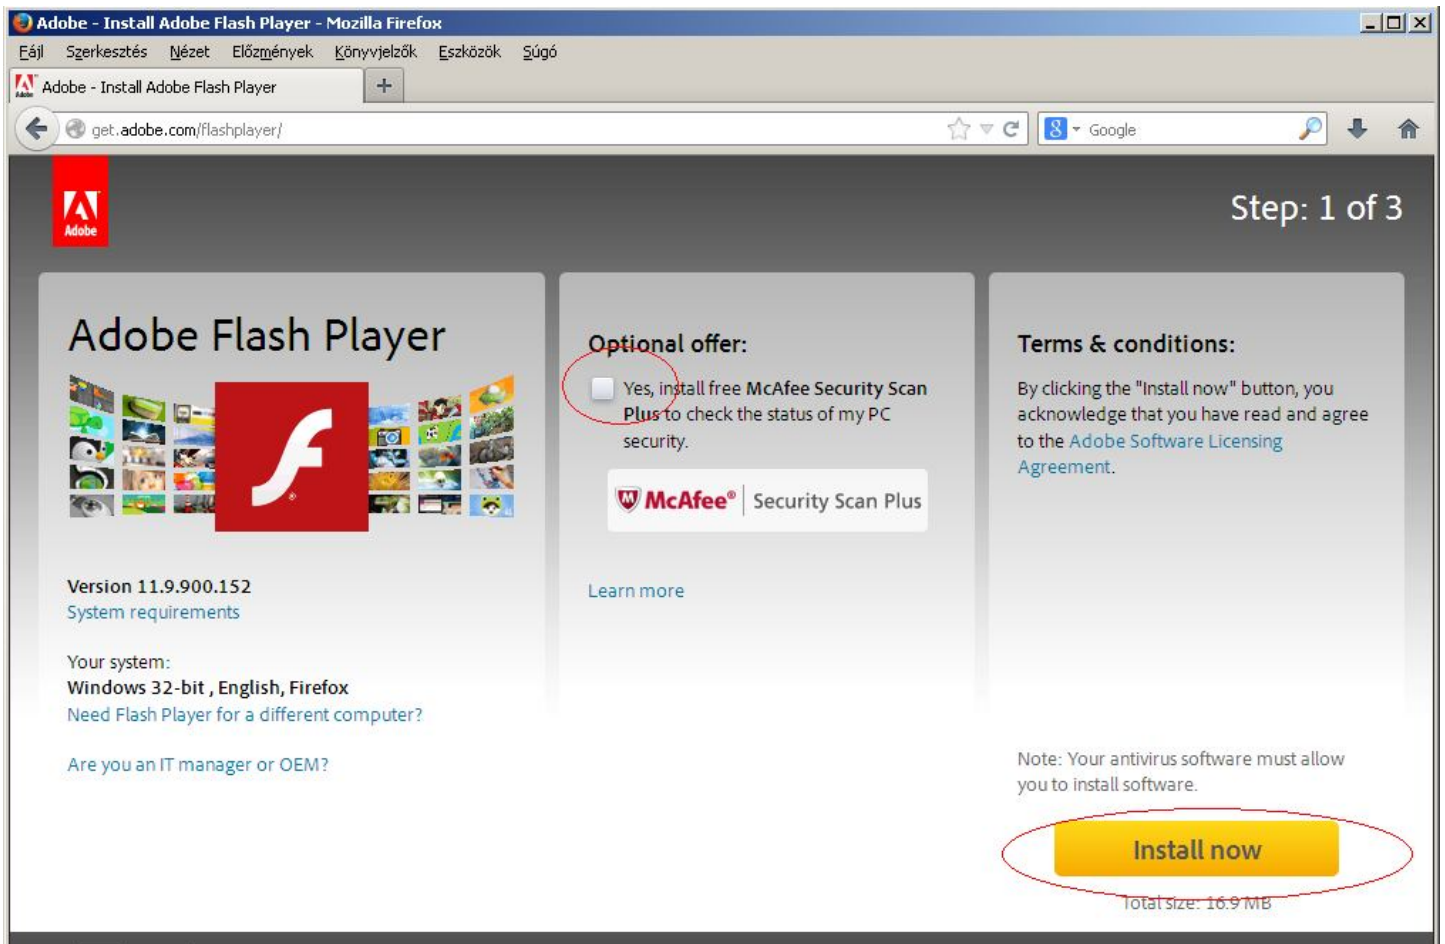 Adobe - Install Adobe Flash Player - Mozilla Firefox
Fájl Szerkesztés Nézet Előzmények Könyvjelzők Eszközök Súgó
Adobe - Install Adobe Flash Player
get.adobe.com/flashplayer/
Google
Adobe
Step: 1 of 3
Adobe Flash Player
Version 11.9.900.152
System requirements
Your system:
Windows 32-bit , English, Firefox
Need Flash Player for a different computer?
Are you an IT manager or OEM?
Optional offer:
Yes, install free McAfee Security Scan
Plus to check the status of my PC
security.
McAfee® Security Scan Plus
Learn more
Terms & conditions:
By clicking the "Install now" button, you
acknowledge that you have read and agree
to the Adobe Software Licensing
Agreement.
Note: Your antivirus software must allow
you to install software.
Install now
Total size: 16.9 MB